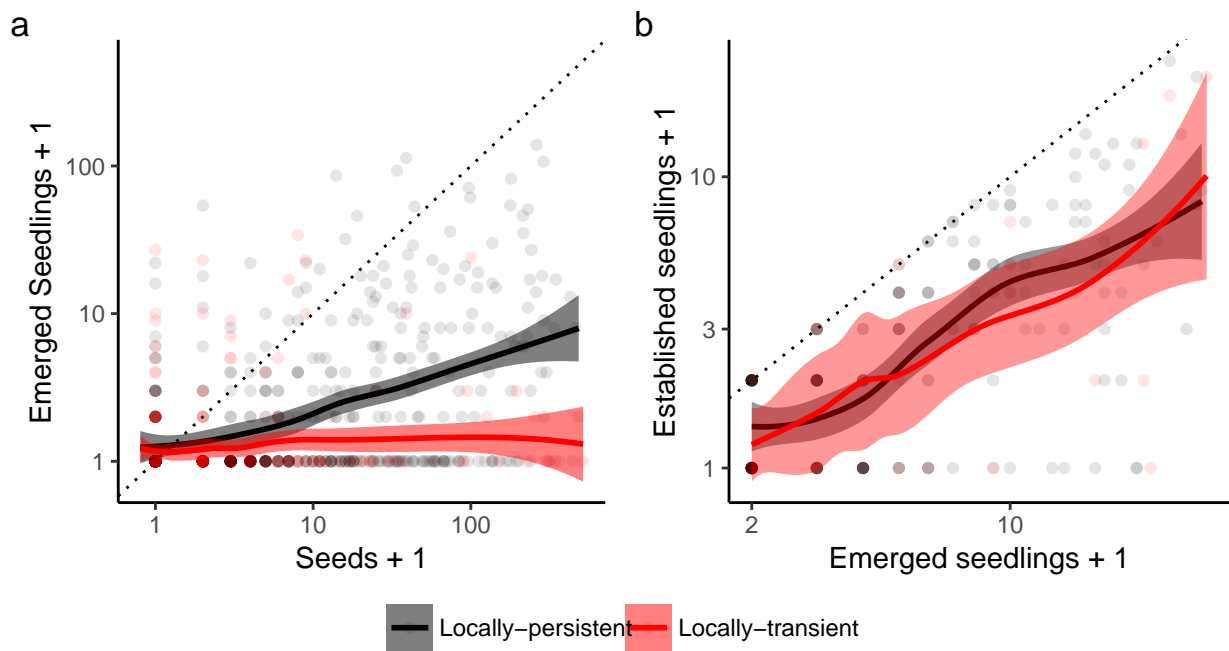 a
Emerged Seedlings + 1
100
10
1
1
10
100
Seeds + 1
b
Established seedlings + 1
10
3
1
2
10
Emerged seedlings + 1
Locally−persistent
Locally−transient